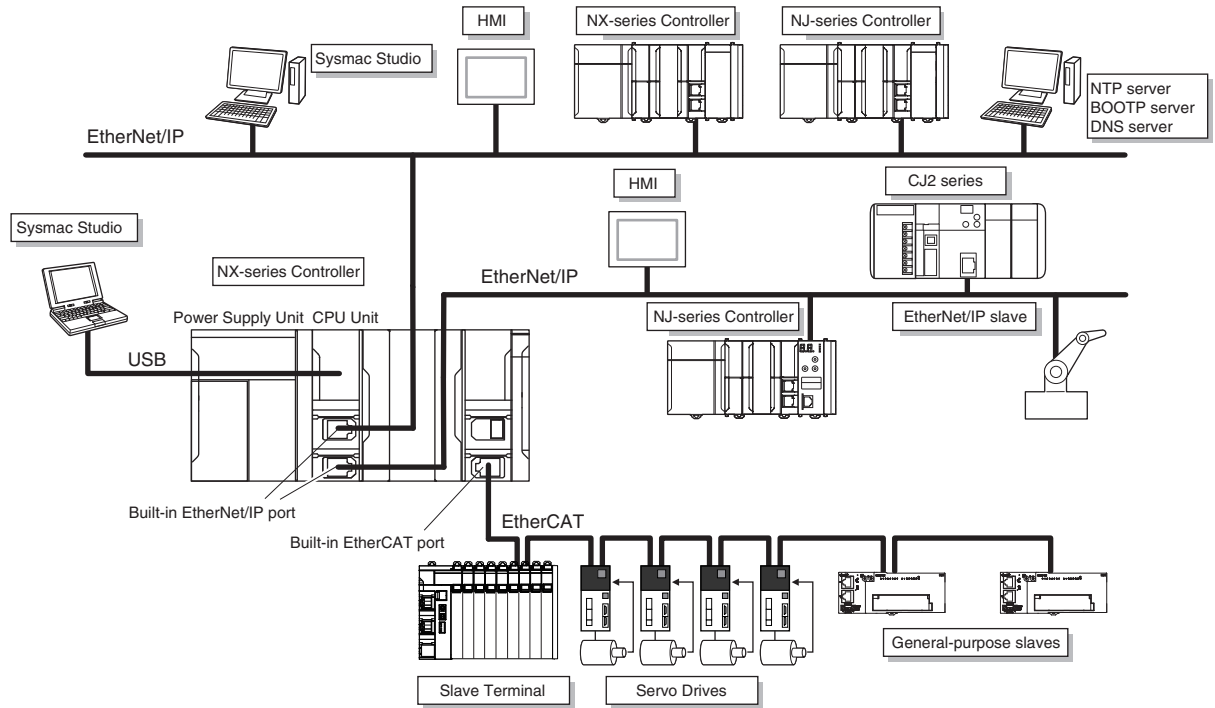 HMI
NX-series Controller
NJ-series Controller
Sysmac Studio
NTP server
BOOTP server
DNS server
EtherNet/IP
HMI
CJ2 series
Sysmac Studio
NX-series Controller
EtherNet/IP
Power Supply Unit CPU Unit
NJ-series Controller
EtherNet/IP slave
USB
Built-in EtherNet/IP port
Built-in EtherCAT port
EtherCAT
General-purpose slaves
Slave Terminal
Servo Drives